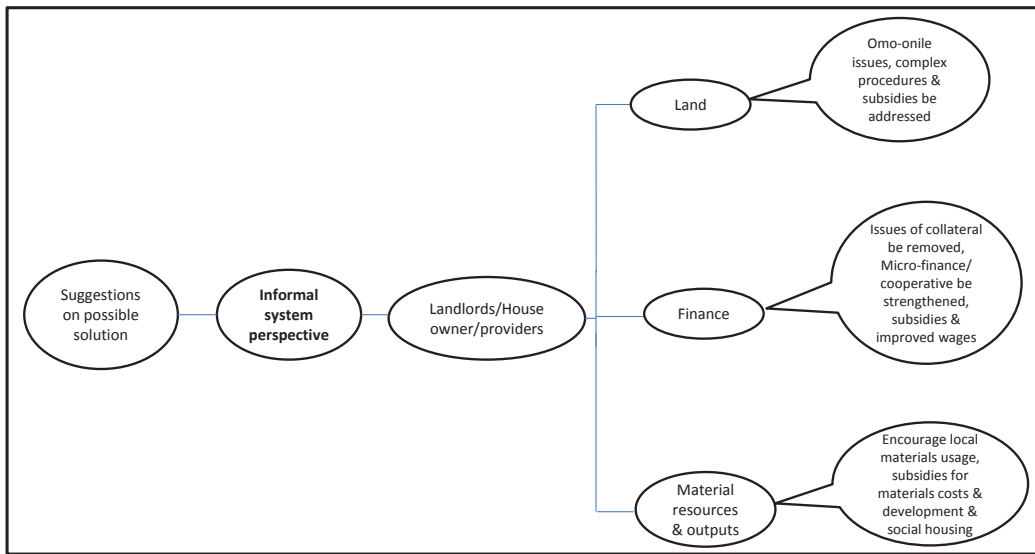 Suggestions
on possible
solution
Informal
system
perspective
Landlords/House
owner/providers
Land
Omo-onile
issues, complex
procedures &
subsidies be
addressed
Finance
Issues of collateral
be removed,
Micro-finance/
cooperative be
strengthened,
subsidies &
improved wages
Material
resources
& outputs
Encourage local
materials usage,
subsidies for
materials costs &
development &
social housing